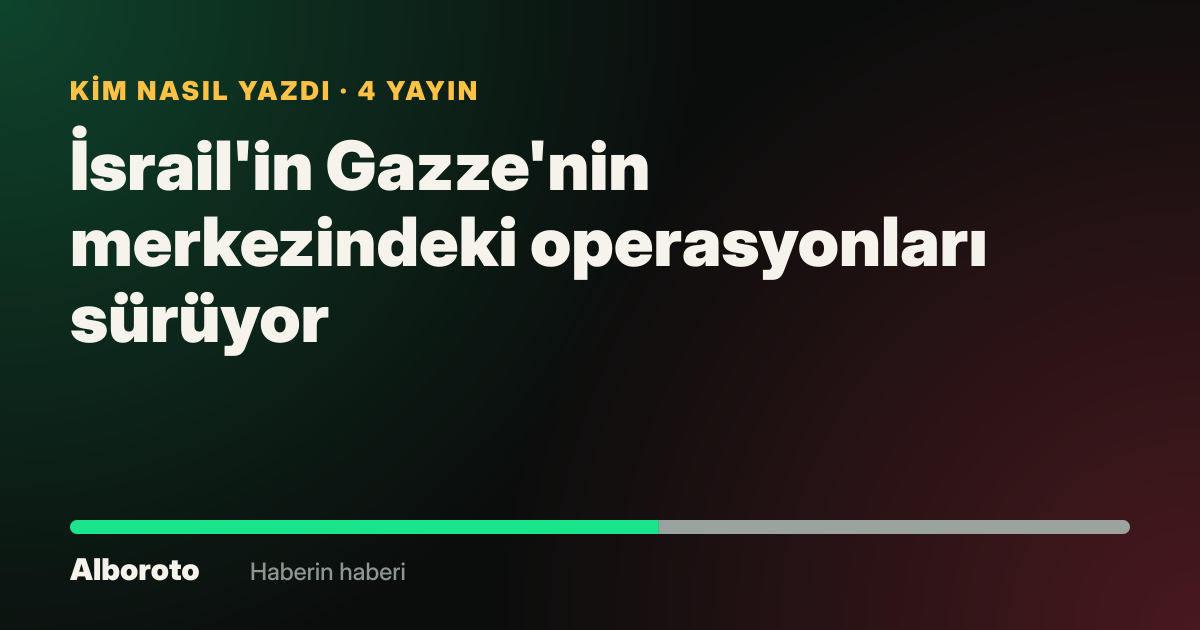 KİM NASIL YAZDI · 4 YAYIN
İsrail'in Gazze'nin
merkezindeki operasyonları
sürüyor
Alboroto
Haberin haberi